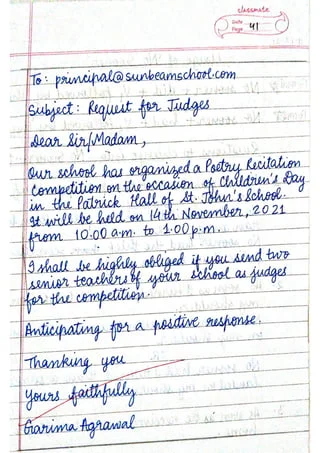 classmate
Date
Page 41
To: principal@sunbeamschool.com
Subject: Request for Judges
Dear Sir/Madam,
Our school has organized a Poetry Recitation
Competition on the occasion of Children's Day
in the Patrick Hall of St. John's School.
It will be held on 14th November, 2021
from 10.00 a.m. to 1.00 p.m.
I shall be highly obliged if you send two
senior teachers of your school as judges
for the competition.
Anticipating for a positive response.
Thanking you
Yours faithfully
Garima Agrawal